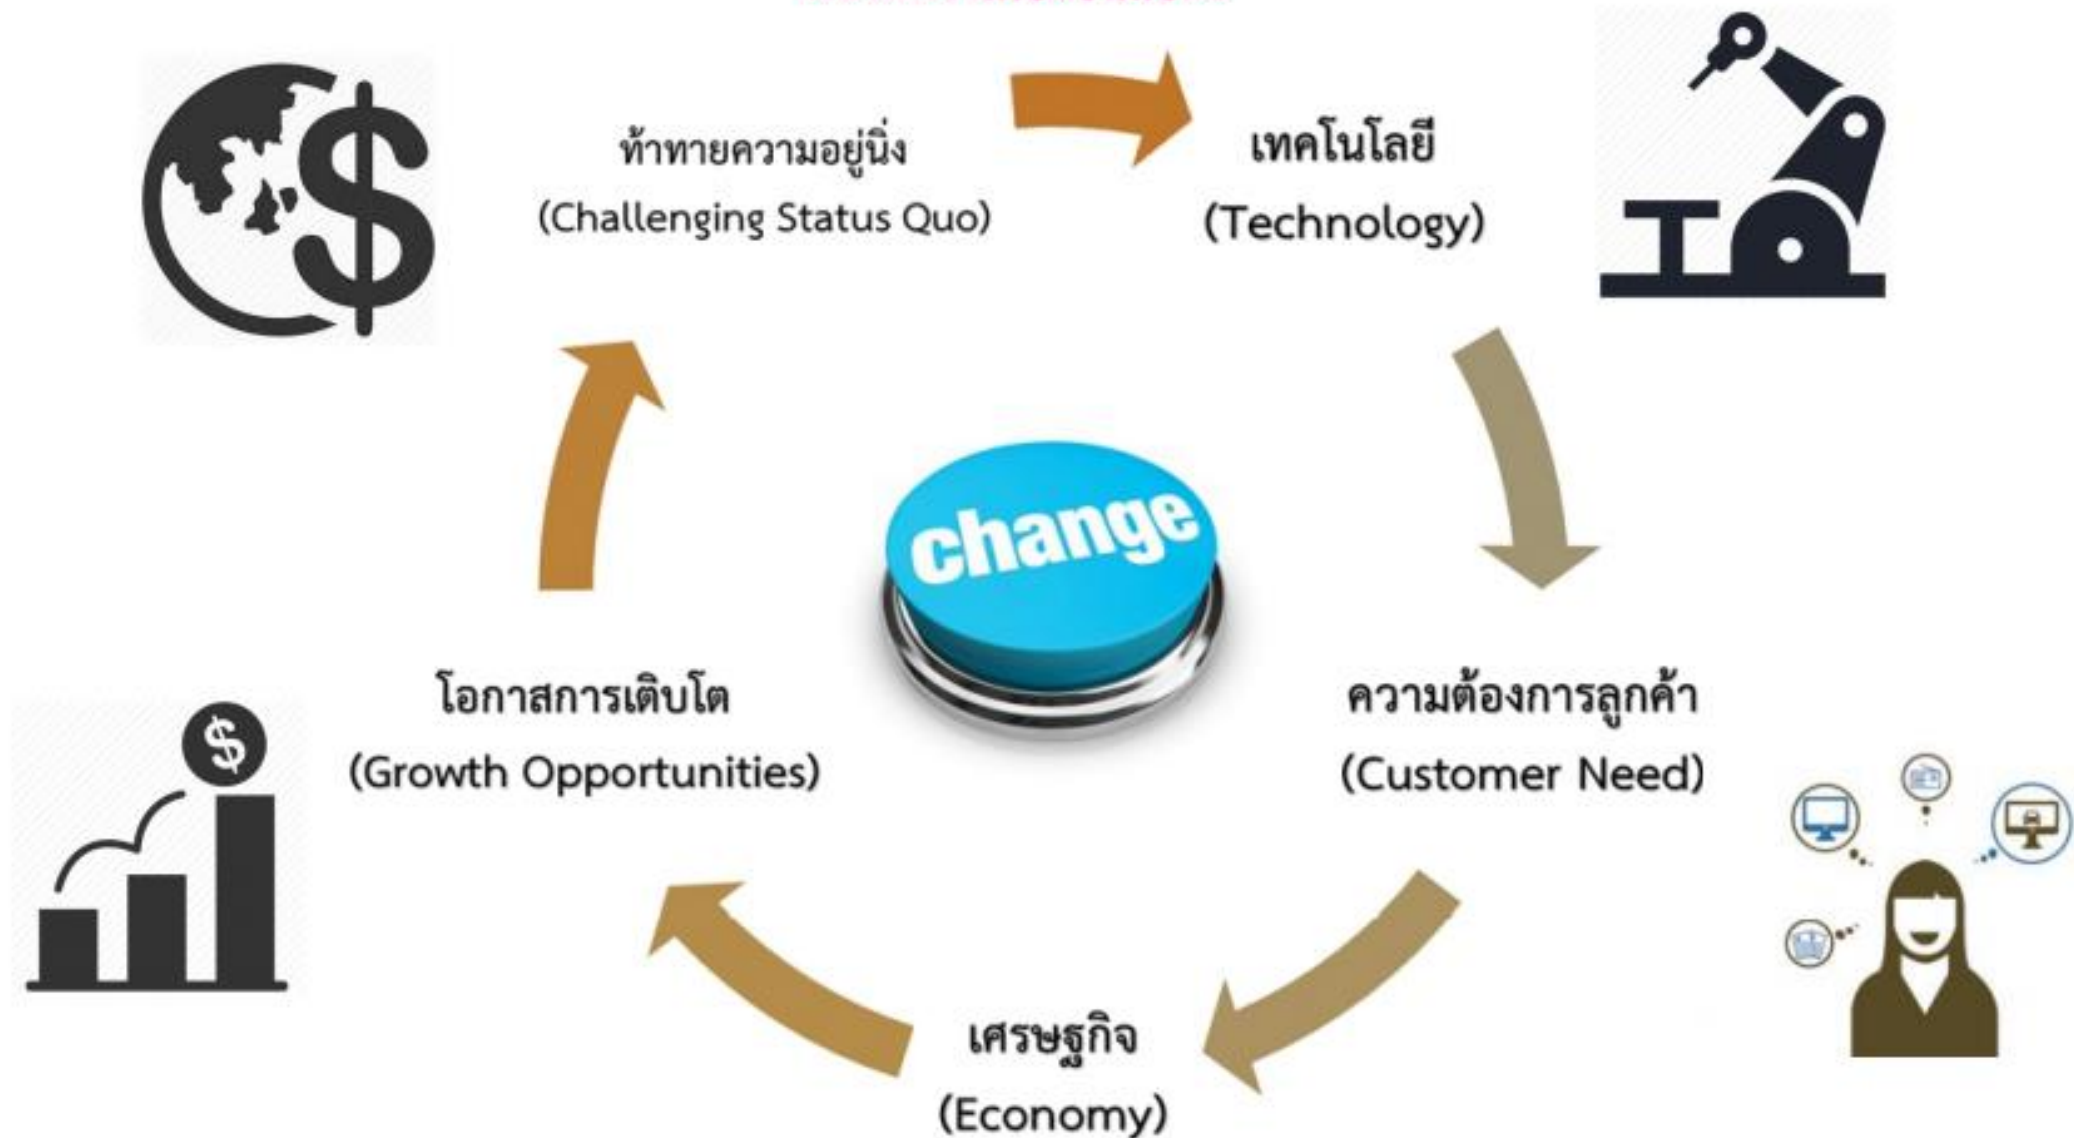 ท้าทายความอยู่นิ่ง
(Challenging Status Quo)
เทคโนโลยี
(Technology)
change
โอกาสการเติบโต
(Growth Opportunities)
ความต้องการลูกค้า
(Customer Need)
เศรษฐกิจ
(Economy)
$
$